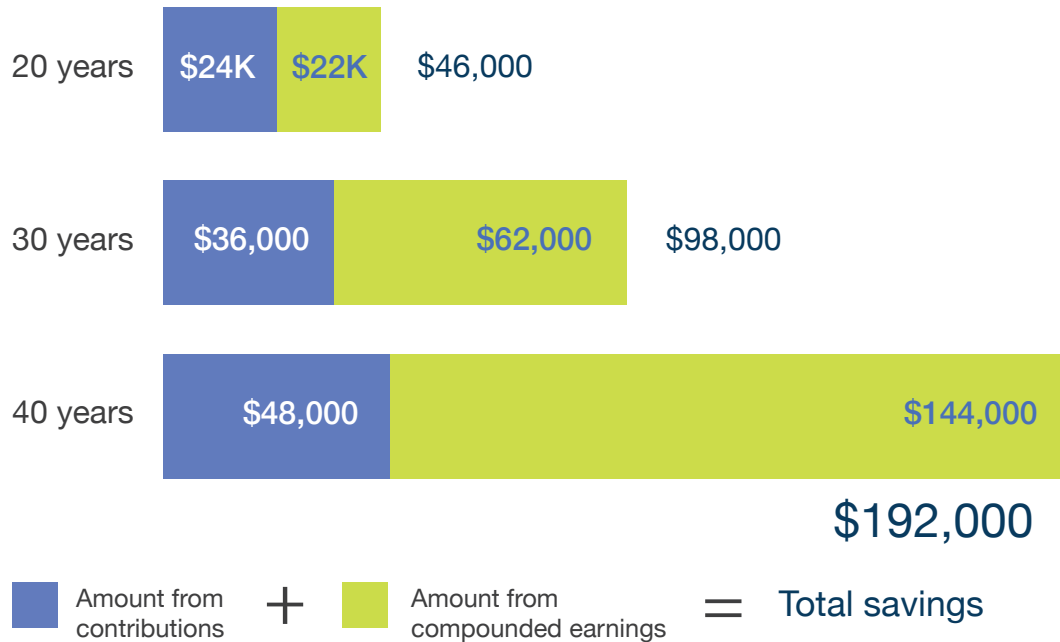 20 years $24K $22K $46,000
30 years $36,000 $62,000 $98,000
40 years $48,000 $144,000
$192,000
Amount from contributions + Amount from compounded earnings = Total savings